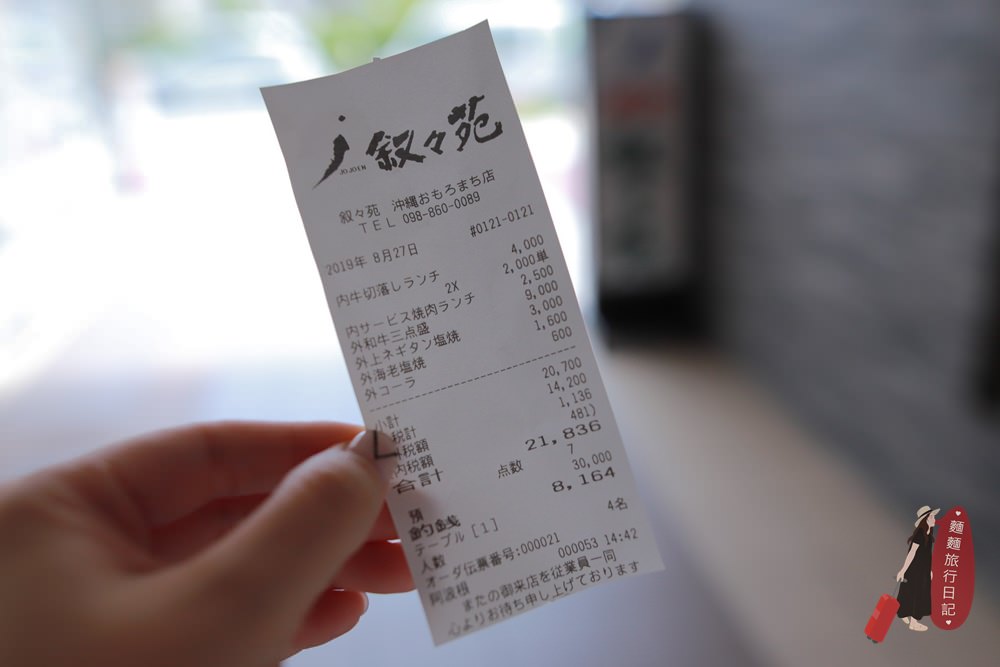 JOJOEN 叙々苑
叙々苑 沖縄おもろまち店
TEL 098-860-0089
#0121-0121
2019年 8月27日
内牛切落しランチ 4,000
2X 2,000単
内サービス焼肉ランチ 2,500
外和牛三点盛 9,000
外上ネギタン塩焼 3,000
外海老塩焼 1,600
外コーラ 600
小計 20,700
税計 14,200
税額 1,136
内税額 481)
合計 21,836
点数 7
預 30,000
釣銭 8,164
テーブル [1]
人数 4名
オーダ伝票番号:000021
阿波根 000053 14:42
またの御来店を従業員一同
心よりお待ち申し上げております
麵麵旅行日記